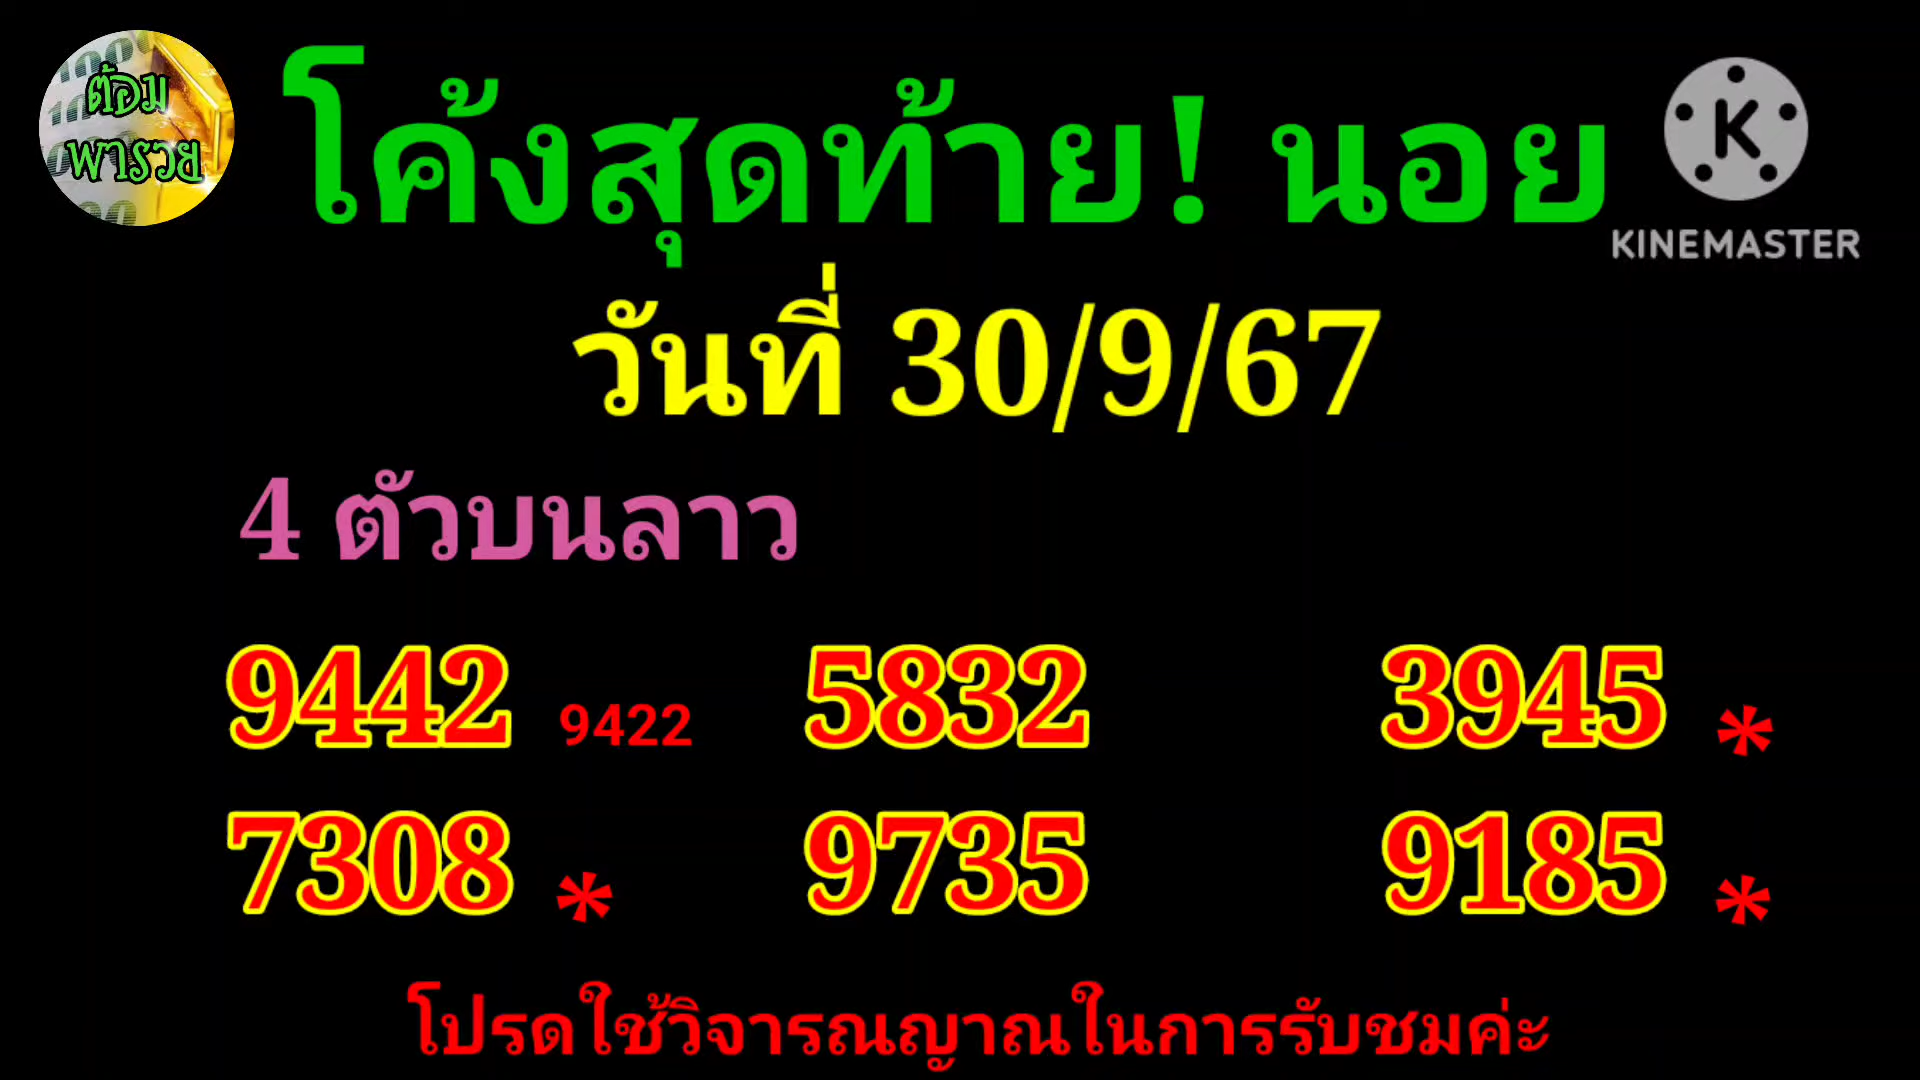 ต้อม
พารวย
โค้งสุดท้าย! นอย
KINEMASTER
วันที่ 30/9/67
4 ตัวบนลาว
9442 9422 5832 3945 *
7308 * 9735 9185 *
โปรดใช้วิจารณญาณในการรับชมค่ะ